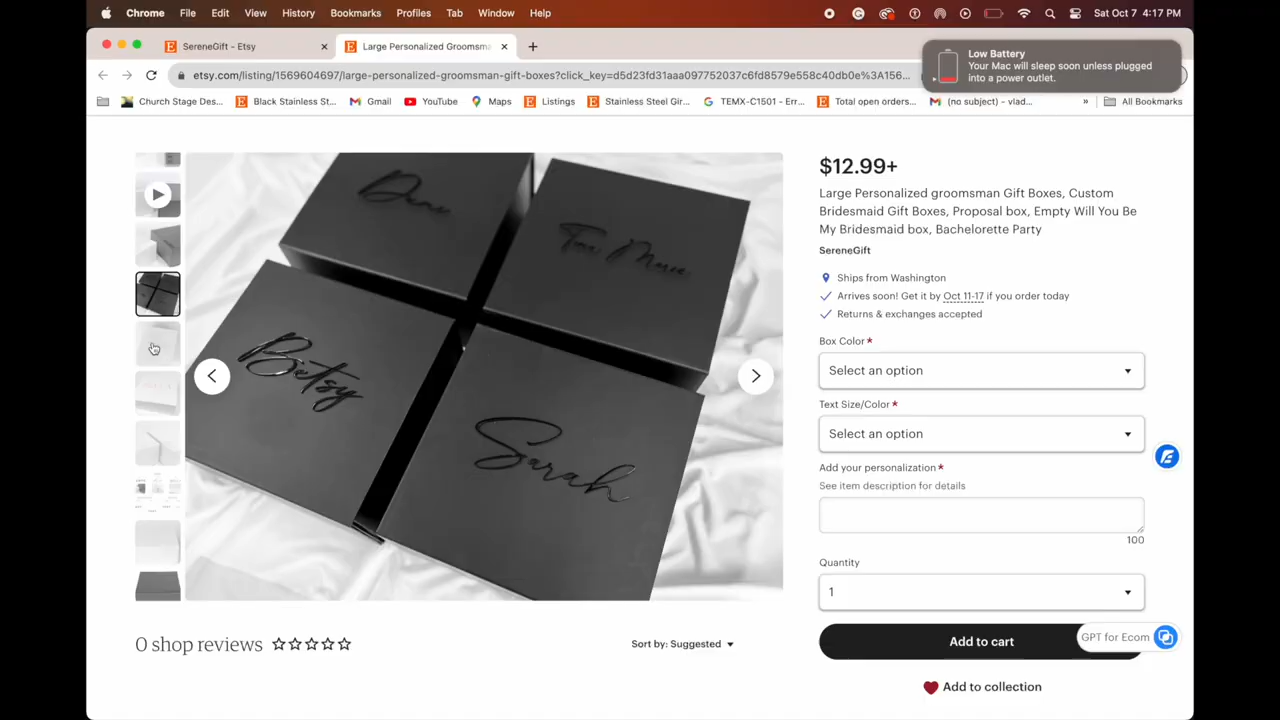 Chrome File Edit View History Bookmarks Profiles Tab Window Help Sat Oct 7 4:17 PM
SereneGift - Etsy Large Personalized Groomsma
Low Battery
Your Mac will sleep soon unless plugged
into a power outlet.
etsy.com/listing/1569604697/large-personalized-groomsman-gift-boxes?click_key=d5d23fd31aaa097752037c6fd8579e558c40db0e%3A156...
Church Stage Des... Black Stainless St... Gmail YouTube Maps Listings Stainless Steel Gir... TEMX-C1501 - Err... Total open orders... (no subject) - vlad... » All Bookmarks
$12.99+
Large Personalized groomsman Gift Boxes, Custom
Bridesmaid Gift Boxes, Proposal box, Empty Will You Be
My Bridesmaid box, Bachelorette Party
SereneGift
Ships from Washington
Arrives soon! Get it by Oct 11-17 if you order today
Returns & exchanges accepted
Box Color*
Select an option
Text Size/Color*
Select an option
Add your personalization*
See item description for details
100
Quantity
1
Add to cart
GPT for Ecom
Add to collection
Betsy
Sarah
0 shop reviews
Sort by: Suggested